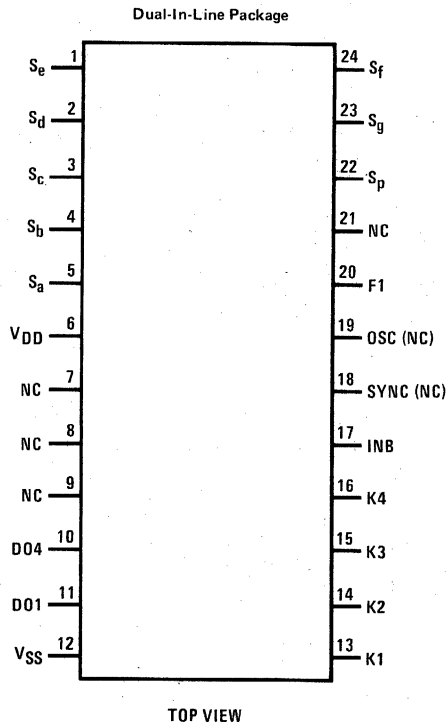 Dual-In-Line Package
Se 1
Sd 2
Sc 3
Sb 4
Sa 5
VDD 6
NC 7
NC 8
NC 9
DO4 10
DO1 11
VSS 12
24 Sf
23 Sg
22 Sp
21 NC
20 F1
19 OSC (NC)
18 SYNC (NC)
17 INB
16 K4
15 K3
14 K2
13 K1
TOP VIEW